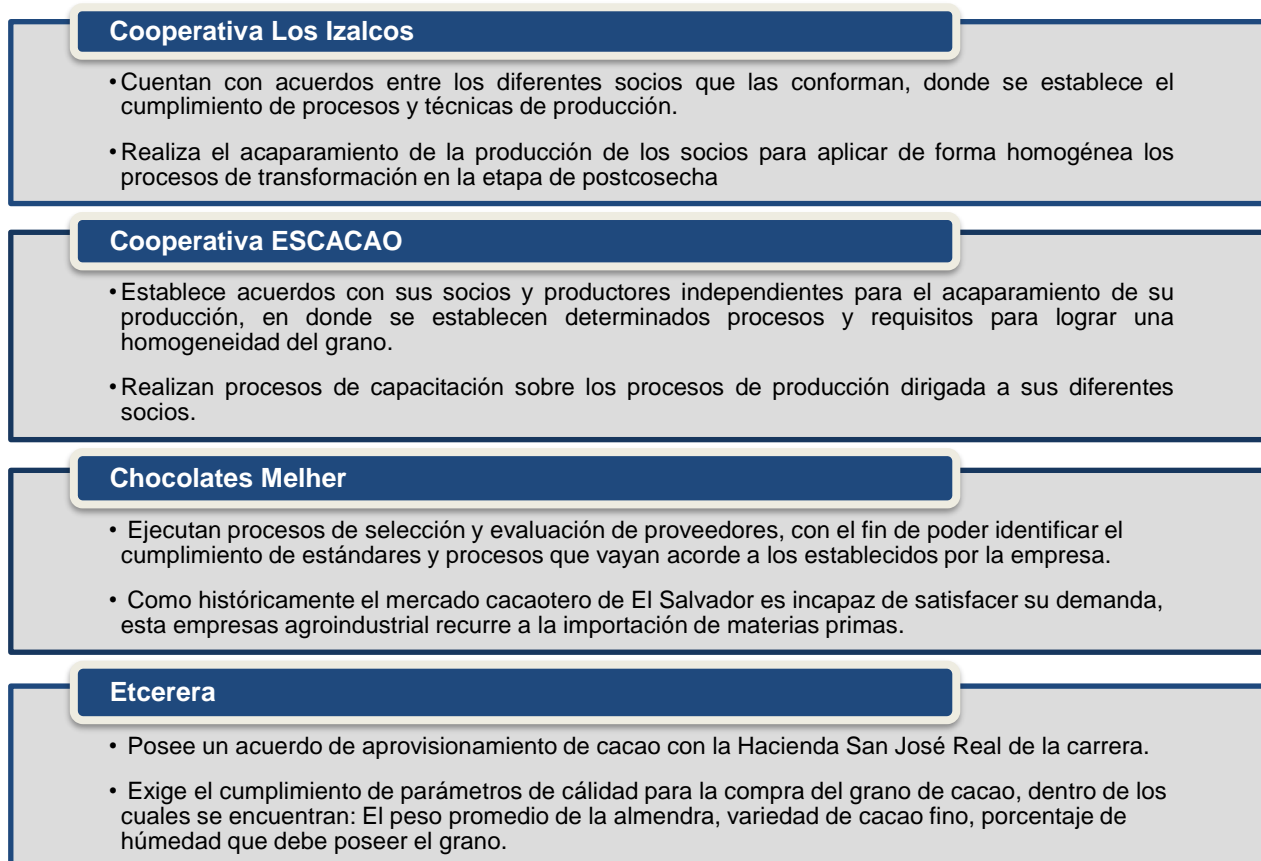 Cooperativa Los Izalcos
• Cuentan con acuerdos entre los diferentes socios que las conforman, donde se establece el
cumplimiento de procesos y técnicas de producción.
• Realiza el acaparamiento de la producción de los socios para aplicar de forma homogénea los
procesos de transformación en la etapa de postcosecha
Cooperativa ESCACAO
• Establece acuerdos con sus socios y productores independientes para el acaparamiento de su
producción, en donde se establecen determinados procesos y requisitos para lograr una
homogeneidad del grano.
• Realizan procesos de capacitación sobre los procesos de producción dirigada a sus diferentes
socios.
Chocolates Melher
• Ejecutan procesos de selección y evaluación de proveedores, con el fin de poder identificar el
cumplimiento de estándares y procesos que vayan acorde a los establecidos por la empresa.
• Como históricamente el mercado cacaotero de El Salvador es incapaz de satisfacer su demanda,
esta empresas agroindustrial recurre a la importación de materias primas.
Etcerera
• Posee un acuerdo de aprovisionamiento de cacao con la Hacienda San José Real de la carrera.
• Exige el cumplimiento de parámetros de cálidad para la compra del grano de cacao, dentro de los
cuales se encuentran: El peso promedio de la almendra, variedad de cacao fino, porcentaje de
húmedad que debe poseer el grano.